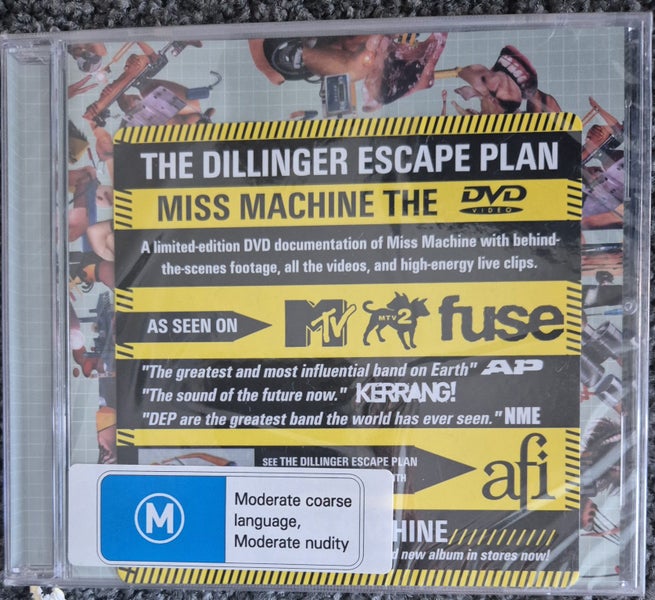 THE DILLINGER ESCAPE PLAN
MISS MACHINE THE DVD
VIDEO
A limited-edition DVD documentation of Miss Machine with behind-
the-scenes footage, all the videos, and high-energy live clips.
AS SEEN ON MTV MTV2 fuse
"The greatest and most influential band on Earth" AP
"The sound of the future now." KERRANG!
"DEP are the greatest band the world has ever seen." NME
SEE THE DILLINGER ESCAPE PLAN
afi
M
Moderate coarse
language,
Moderate nudity
new album in stores now!